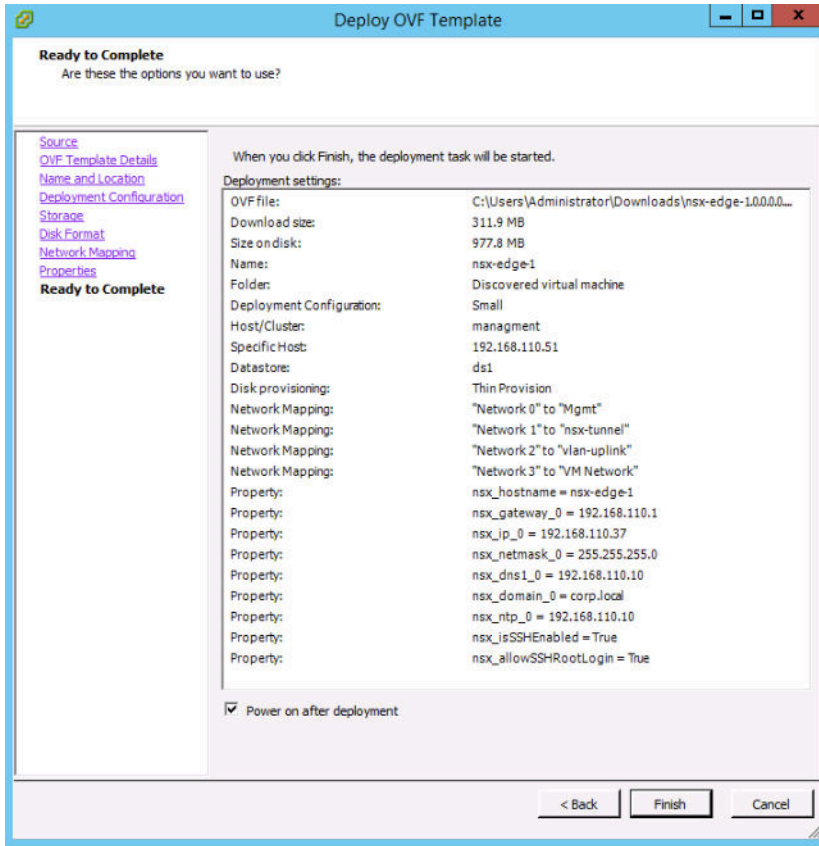 Deploy OVF Template
Ready to Complete
Are these the options you want to use?
Source
OVF Template Details
Name and Location
Deployment Configuration
Storage
Disk Format
Network Mapping
Properties
Ready to Complete
When you click Finish, the deployment task will be started.
Deployment settings:
OVF file: C:\Users\Administrator\Downloads\nsx-edge-1.0.0.0.0....
Download size: 311.9 MB
Size on disk: 977.8 MB
Name: nsx-edge-1
Folder: Discovered virtual machine
Deployment Configuration: Small
Host/Cluster: managment
Specific Host: 192.168.110.51
Datastore: ds1
Disk provisioning: Thin Provision
Network Mapping: "Network 0" to "Mgmt"
Network Mapping: "Network 1" to "nsx-tunnel"
Network Mapping: "Network 2" to "vlan-uplink"
Network Mapping: "Network 3" to "VM Network"
Property: nsx_hostname = nsx-edge-1
Property: nsx_gateway_0 = 192.168.110.1
Property: nsx_ip_0 = 192.168.110.37
Property: nsx_netmask_0 = 255.255.255.0
Property: nsx_dns1_0 = 192.168.110.10
Property: nsx_domain_0 = corp.local
Property: nsx_ntp_0 = 192.168.110.10
Property: nsx_isSSHEnabled = True
Property: nsx_allowSSHRootLogin = True
Power on after deployment
< Back Finish Cancel